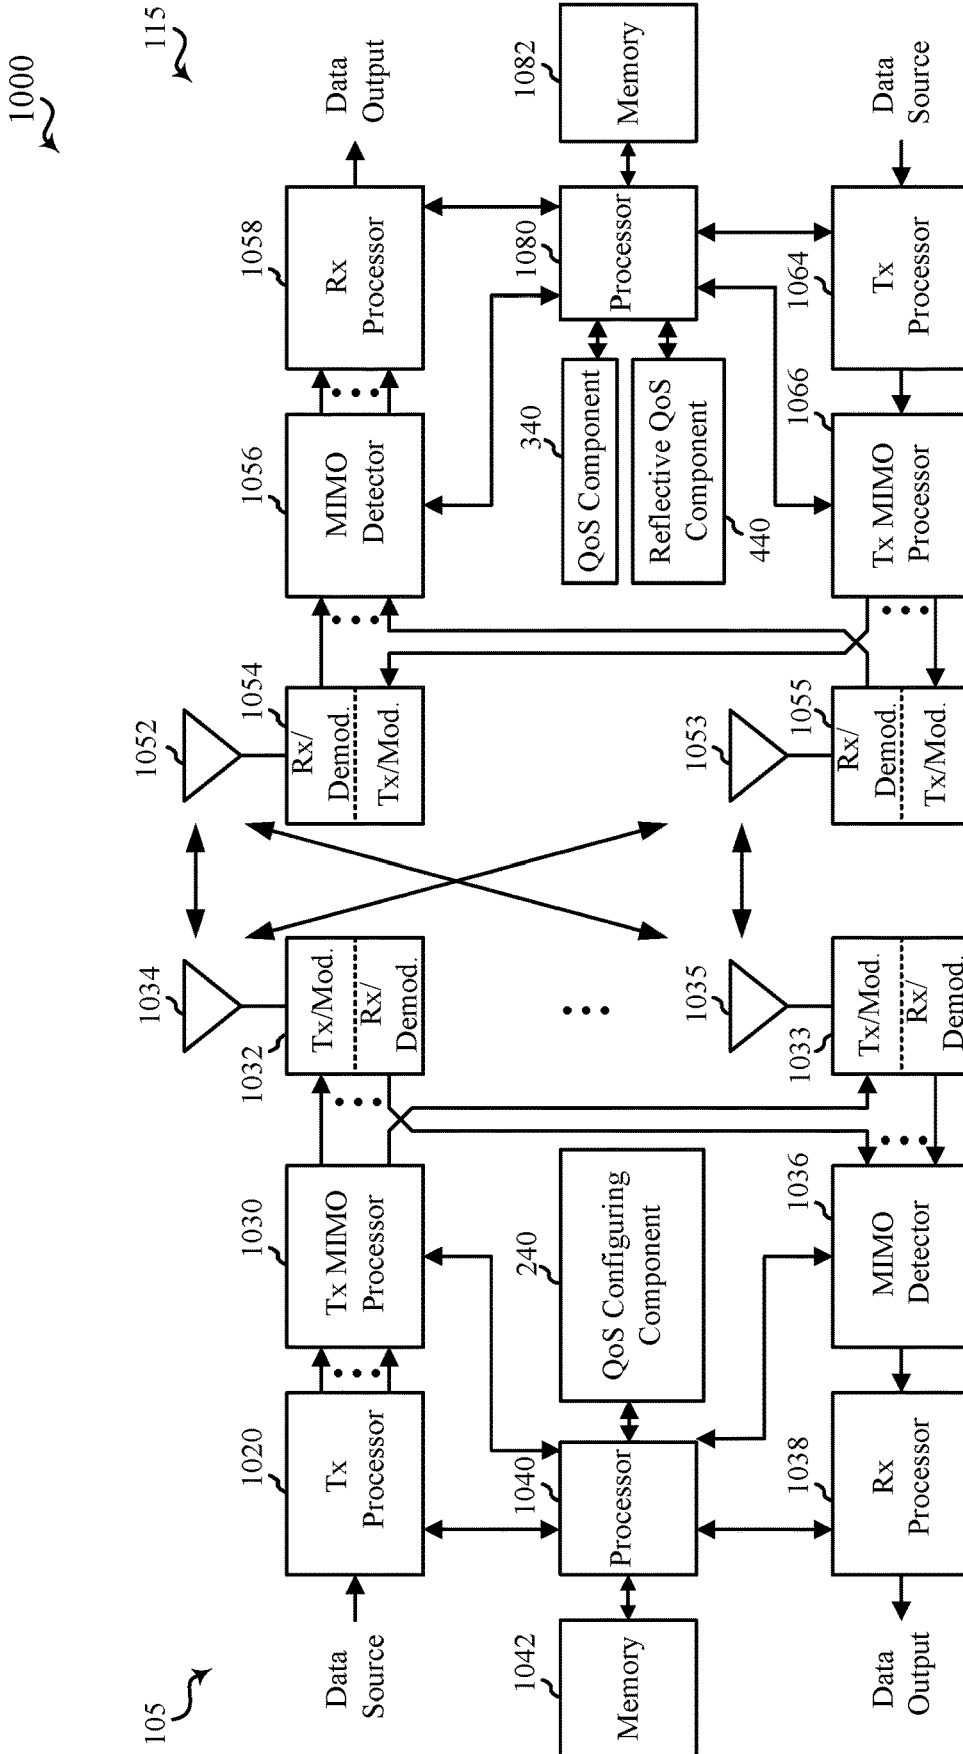 1000
105
115
1034
1052
Data
Source
1020
Tx
Processor
1030
Tx MIMO
Processor
1032
Tx/Mod.
Rx/
Demod.
1054
Rx/
Demod.
Tx/Mod.
1056
MIMO
Detector
1058
Rx
Processor
Data
Output
1042
Memory
1040
Processor
240
QoS Configuring
Component
340
QoS Component
Reflective QoS
Component
440
1080
Processor
1082
Memory
1035
1053
Data
Output
1038
Rx
Processor
1036
MIMO
Detector
1033
Tx/Mod.
Rx/
Demod.
1055
Rx/
Demod.
Tx/Mod.
1066
Tx MIMO
Processor
1064
Tx
Processor
Data
Source